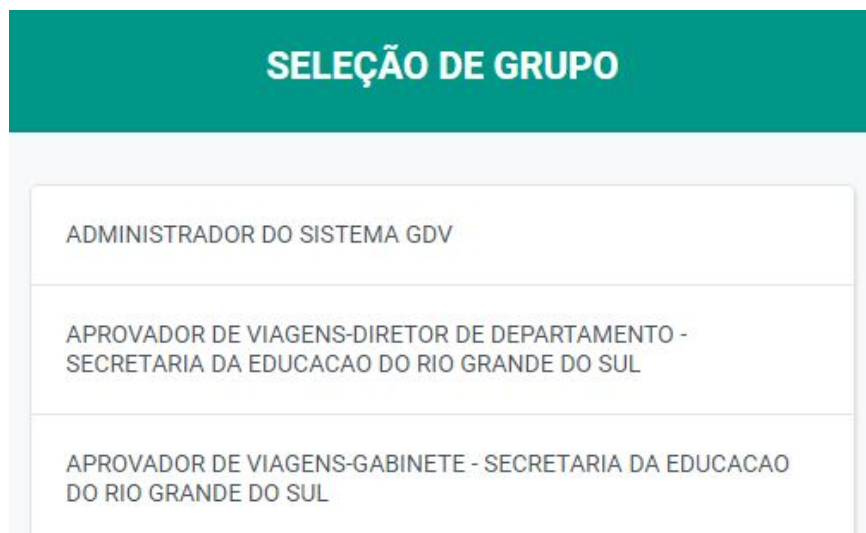 SELEÇÃO DE GRUPO
ADMINISTRADOR DO SISTEMA GDV
APROVADOR DE VIAGENS-DIRETOR DE DEPARTAMENTO -
SECRETARIA DA EDUCACAO DO RIO GRANDE DO SUL
APROVADOR DE VIAGENS-GABINETE - SECRETARIA DA EDUCACAO
DO RIO GRANDE DO SUL